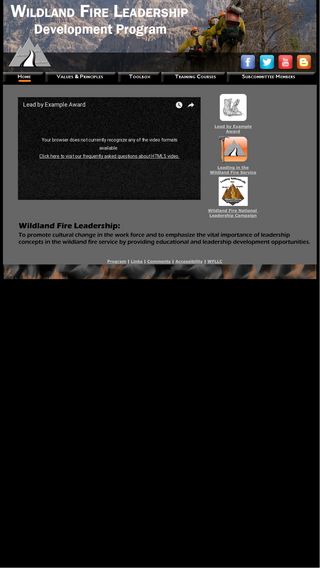 Wildland Fire Leadership
Development Program
Home
Values & Principles
Toolbox
Training Courses
Subcommittee Members
Lead by Example Award
Your browser does not currently recognize any of the video formats
available.
Click here to visit our frequently asked questions about HTML5 video.
Lead by Example
Award
Leading in the
Wildland Fire Service
Wildland Fire National
Leadership Campaign
Wildland Fire Leadership:
To promote cultural change in the work force and to emphasize the vital importance of leadership
concepts in the wildland fire service by providing educational and leadership development opportunities.
Program | Links | Comments | Accessibility | WFLLC